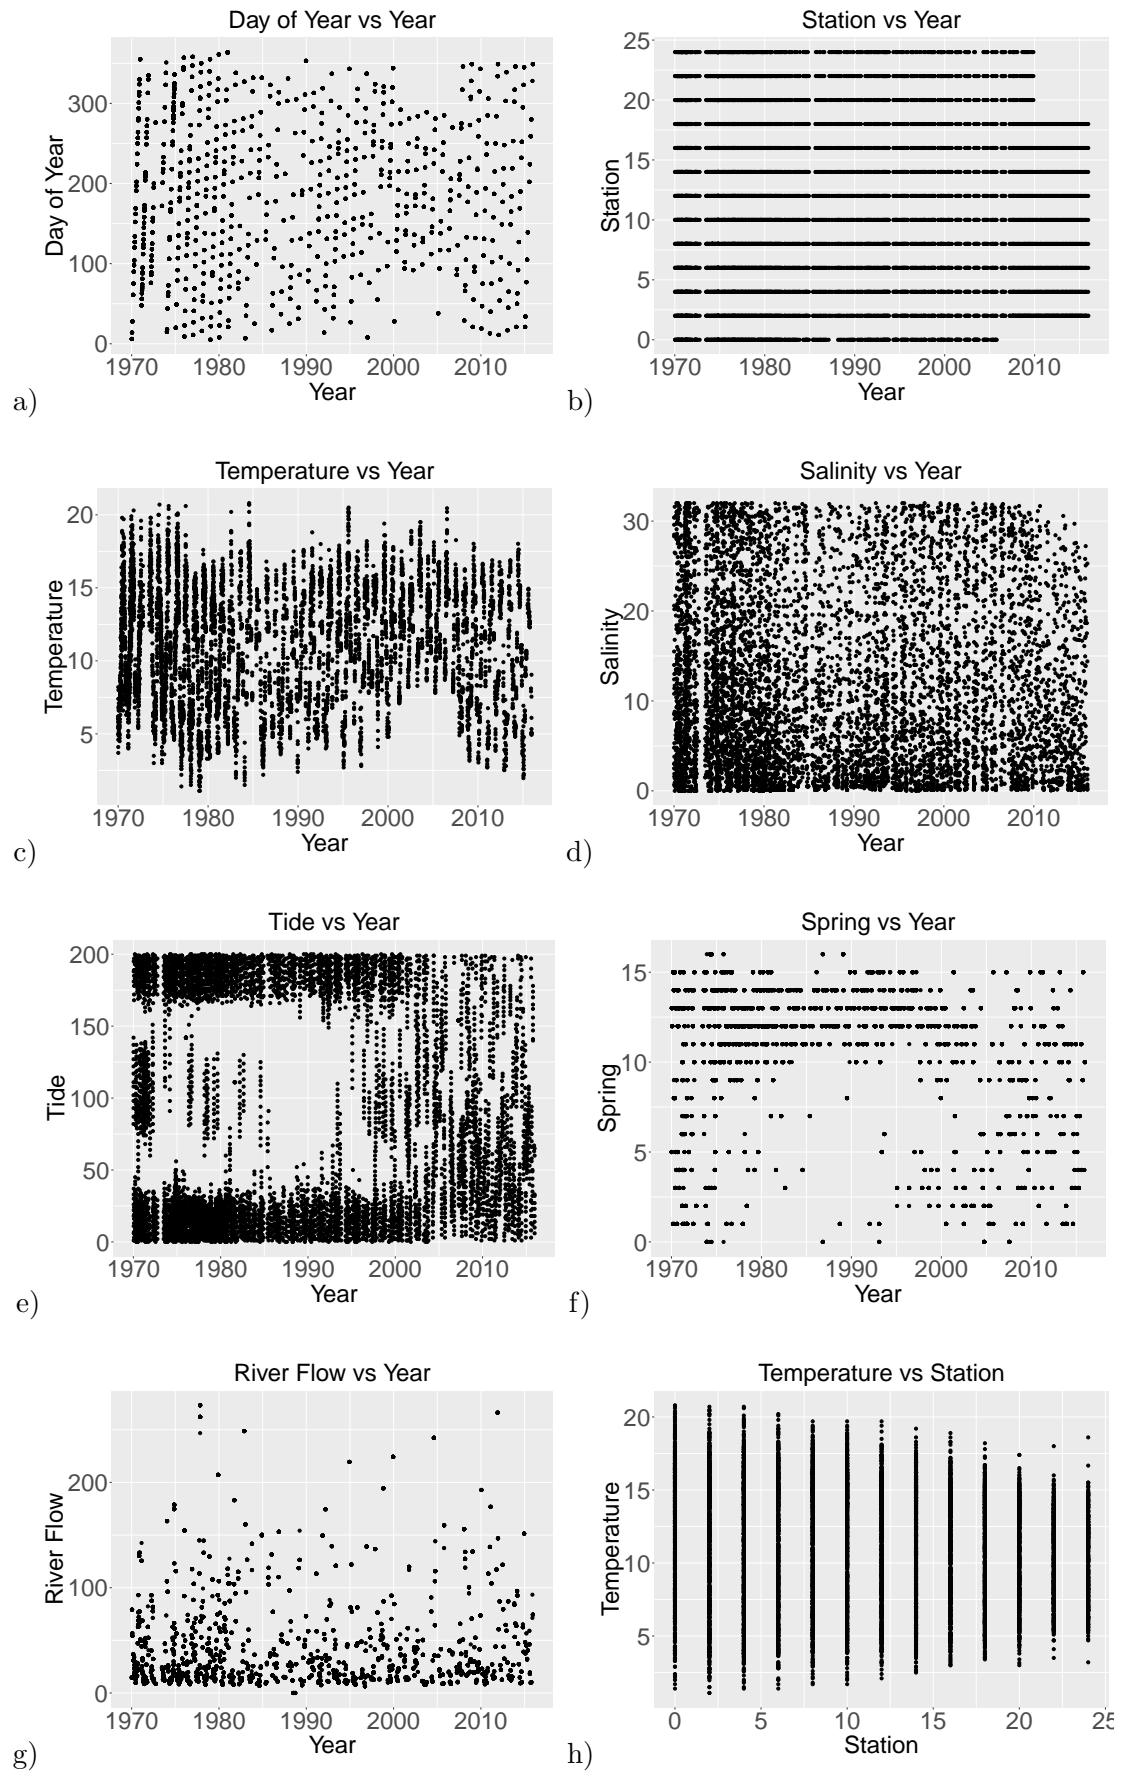 Day of Year vs Year
Station vs Year
Day of Year
300
200
100
0
1970 1980 1990 2000 2010
Year
a)
Station
25
20
15
10
5
0
1970 1980 1990 2000 2010
Year
b)
Temperature vs Year
Salinity vs Year
Temperature
20
15
10
5
1970 1980 1990 2000 2010
Year
c)
Salinity
30
20
10
0
1970 1980 1990 2000 2010
Year
d)
Tide vs Year
Spring vs Year
Tide
200
150
100
50
0
1970 1980 1990 2000 2010
Year
e)
Spring
15
10
5
0
1970 1980 1990 2000 2010
Year
f)
River Flow vs Year
Temperature vs Station
River Flow
200
100
0
1970 1980 1990 2000 2010
Year
g)
Temperature
20
15
10
5
0 5 10 15 20 25
Station
h)